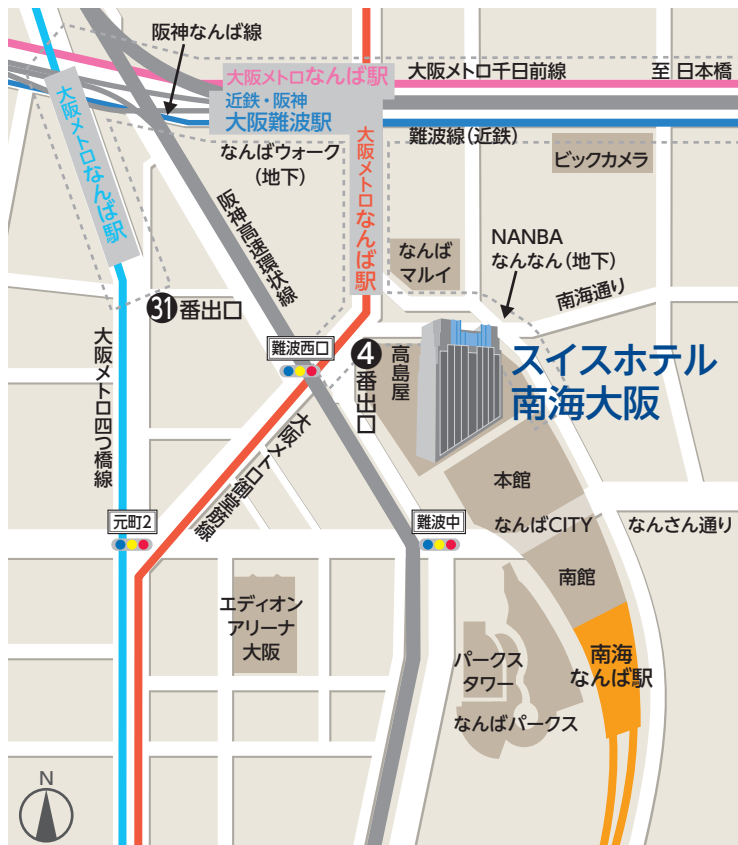 阪神なんば線
大阪メトロなんば駅
大阪メトロ千日前線
至 日本橋
近鉄・阪神
大阪難波駅
難波線(近鉄)
大阪メトロなんば駅
なんばウォーク
(地下)
大阪メトロなんば駅
ビックカメラ
阪神高速環状線
なんば
マルイ
NANBA
なんなん(地下)
南海通り
31番出口
難波西口
4番出口
高島屋
スイスホテル
南海大阪
大阪メトロ四つ橋線
大阪メトロ御堂筋線
本館
元町2
難波中
なんばCITY
なんさん通り
南館
エディオン
アリーナ
大阪
パークス
タワー
南海
なんば駅
なんばパークス
N